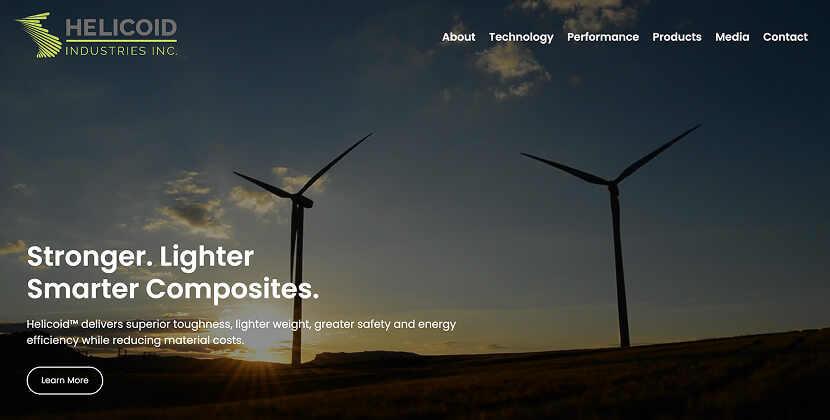 HELICOID
INDUSTRIES INC.
About Technology Performance Products Media Contact
Stronger. Lighter
Smarter Composites.
Helicoid™ delivers superior toughness, lighter weight, greater safety and energy
efficiency while reducing material costs.
Learn More